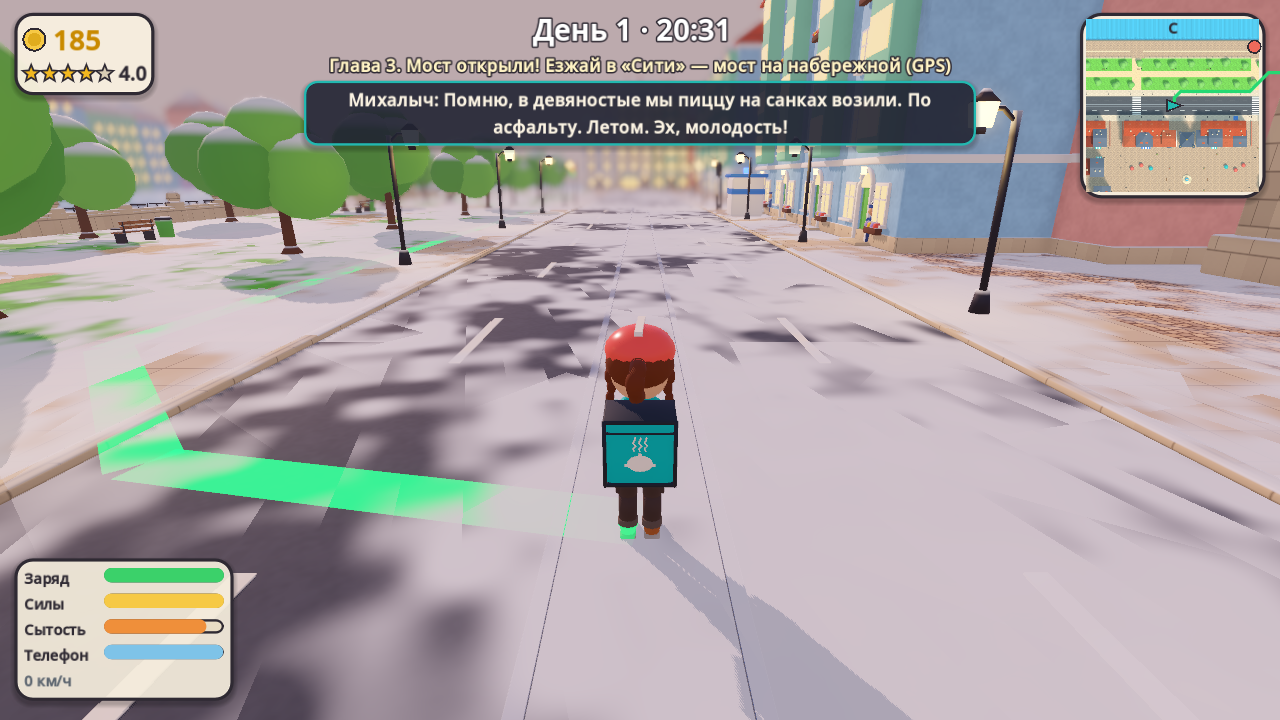 185
4.0
День 1 · 20:31
Глава 3. Мост открыли! Езжай в «Сити» — мост на набережной (GPS)
Михалыч: Помню, в девяностые мы пиццу на санках возили. По
асфальту. Летом. Эх, молодость!
С
Заряд
Силы
Сытость
Телефон
0 км/ч